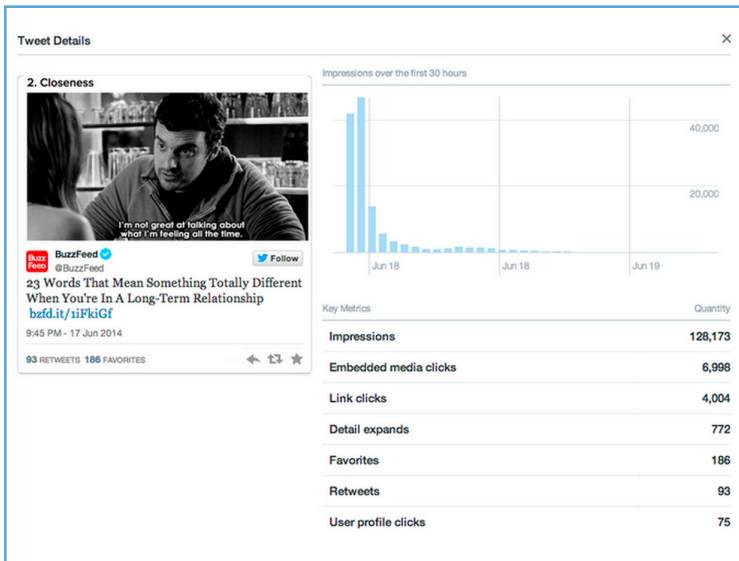 Tweet Details
×
2. Closeness
I'm not great at talking about
what I'm feeling all the time.
Buzz
Feed
BuzzFeed
@BuzzFeed
Follow
23 Words That Mean Something Totally Different
When You're In A Long-Term Relationship
bzfd.it/1iFkiGf
9:45 PM - 17 Jun 2014
93 RETWEETS 186 FAVORITES
Impressions over the first 30 hours
40,000
20,000
Jun 18 Jun 18 Jun 19
Key Metrics Quantity
Impressions 128,173
Embedded media clicks 6,998
Link clicks 4,004
Detail expands 772
Favorites 186
Retweets 93
User profile clicks 75